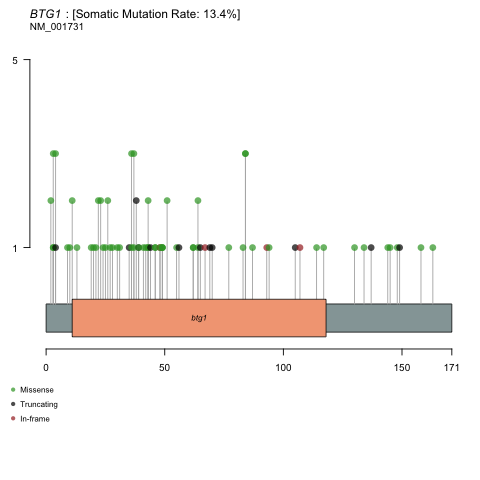 BTG1 : [Somatic Mutation Rate: 13.4%]
NM_001731
5
1
btg1
0 50 100 150 171
Missense
Truncating
In-frame